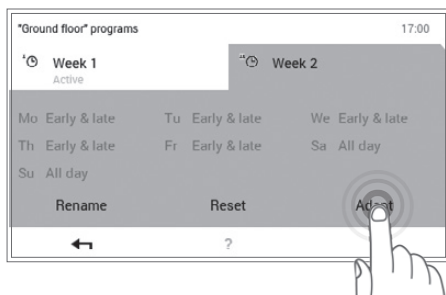 "Ground floor" programs 17:00
Week 1 Week 2
Active
Mo Early & late Tu Early & late We Early & late
Th Early & late Fr Early & late Sa All day
Su All day
Rename Reset Adapt
?